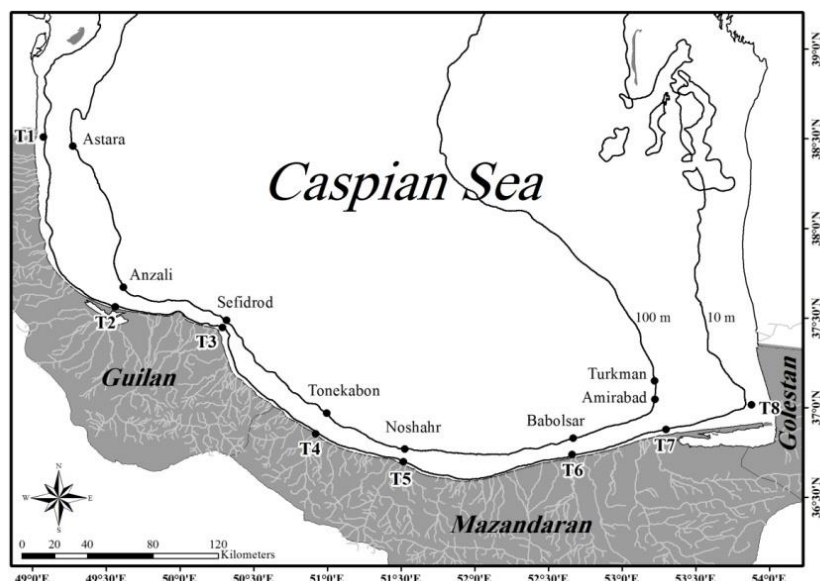 39°0'N
T1
Astara
38°30'N
Caspian Sea
38°0'N
Anzali
Sefidrod
T2
T3
100 m
10 m
37°30'N
Guilan
Turkman
Tonekabon
Amirabad
37°0'N
T8
Golestan
Noshahr
Babolsar
T4
T7
T5
T6
36°30'N
N
W
E
S
Mazandaran
0 20 40 80 120
Kilometers
49°0'E 49°30'E 50°0'E 50°30'E 51°0'E 51°30'E 52°0'E 52°30'E 53°0'E 53°30'E 54°0'E